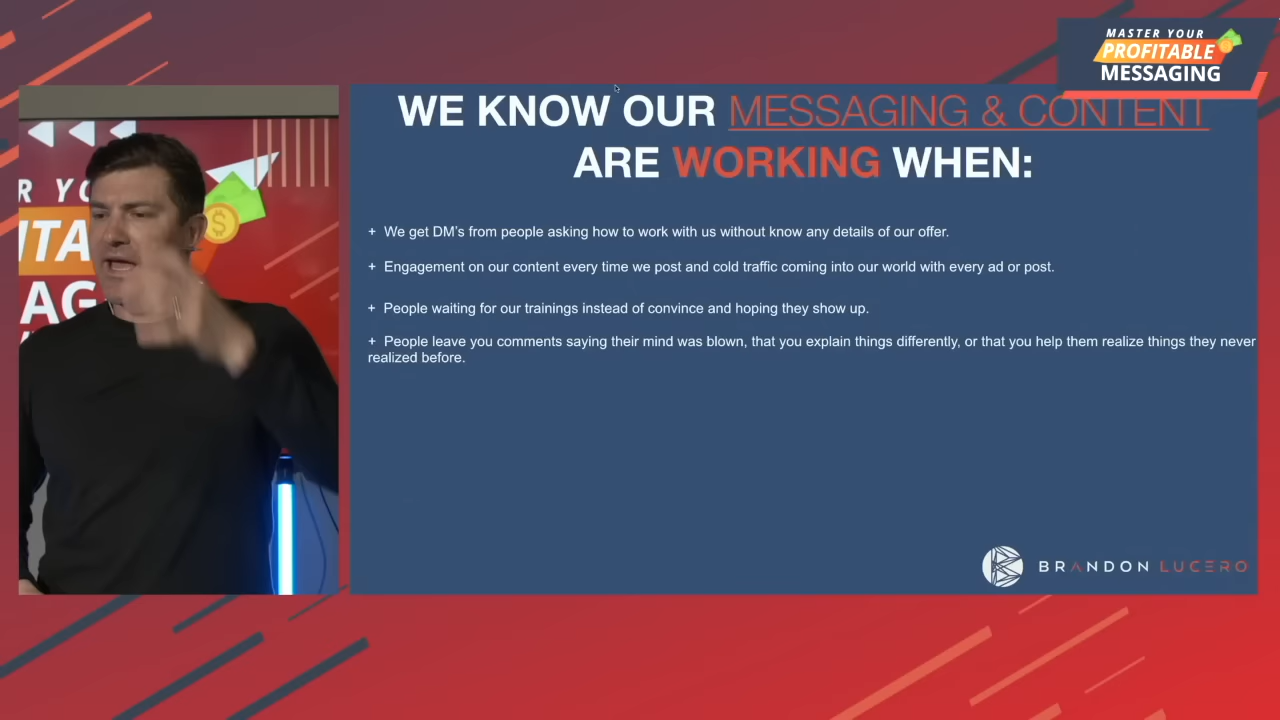 MASTER YOUR
PROFITABLE
MESSAGING
WE KNOW OUR MESSAGING & CONTENT
ARE WORKING WHEN:
+ We get DM's from people asking how to work with us without know any details of our offer.
+ Engagement on our content every time we post and cold traffic coming into our world with every ad or post.
+ People waiting for our trainings instead of convince and hoping they show up.
+ People leave you comments saying their mind was blown, that you explain things differently, or that you help them realize things they never
realized before.
BRANDON LUCERO
R YO
ITA
AG